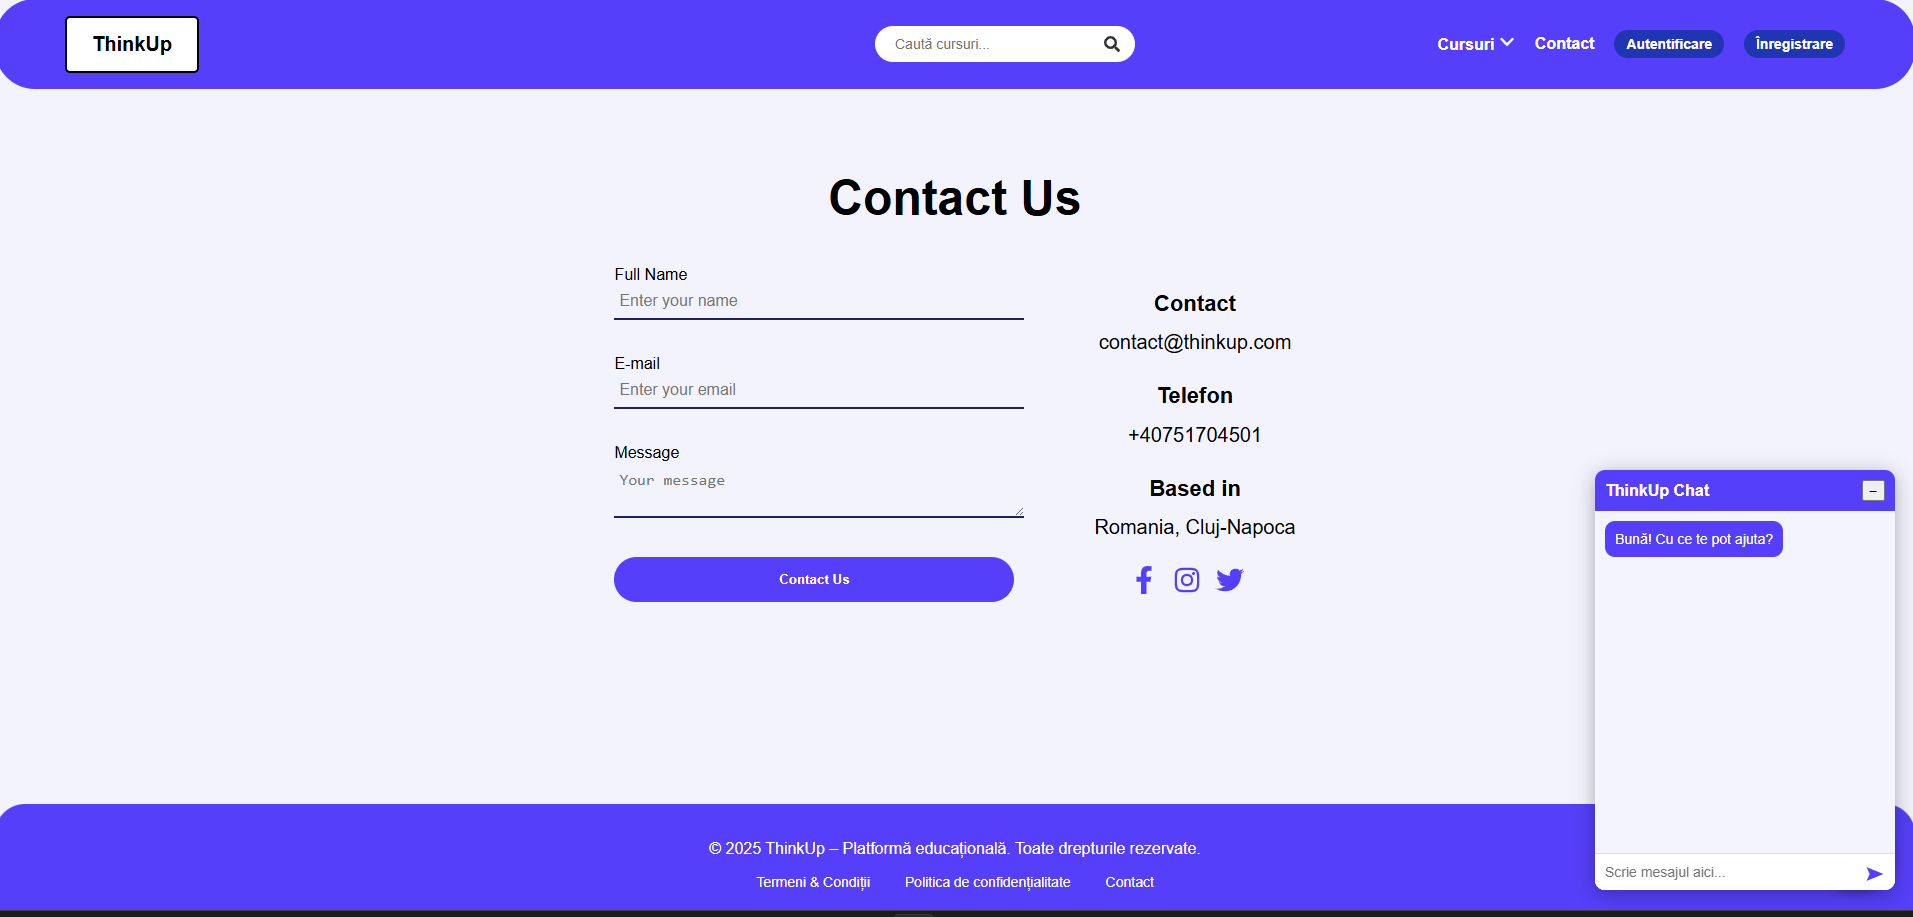 ThinkUp
Caută cursuri...
Cursuri
Contact
Autentificare
Înregistrare
Contact Us
Full Name
Enter your name
E-mail
Enter your email
Message
Your message
Contact Us
Contact
contact@thinkup.com
Telefon
+40751704501
Based in
Romania, Cluj-Napoca
ThinkUp Chat
–
Bună! Cu ce te pot ajuta?
Scrie mesajul aici...
© 2025 ThinkUp – Platformă educațională. Toate drepturile rezervate.
Termeni & Condiții
Politica de confidențialitate
Contact